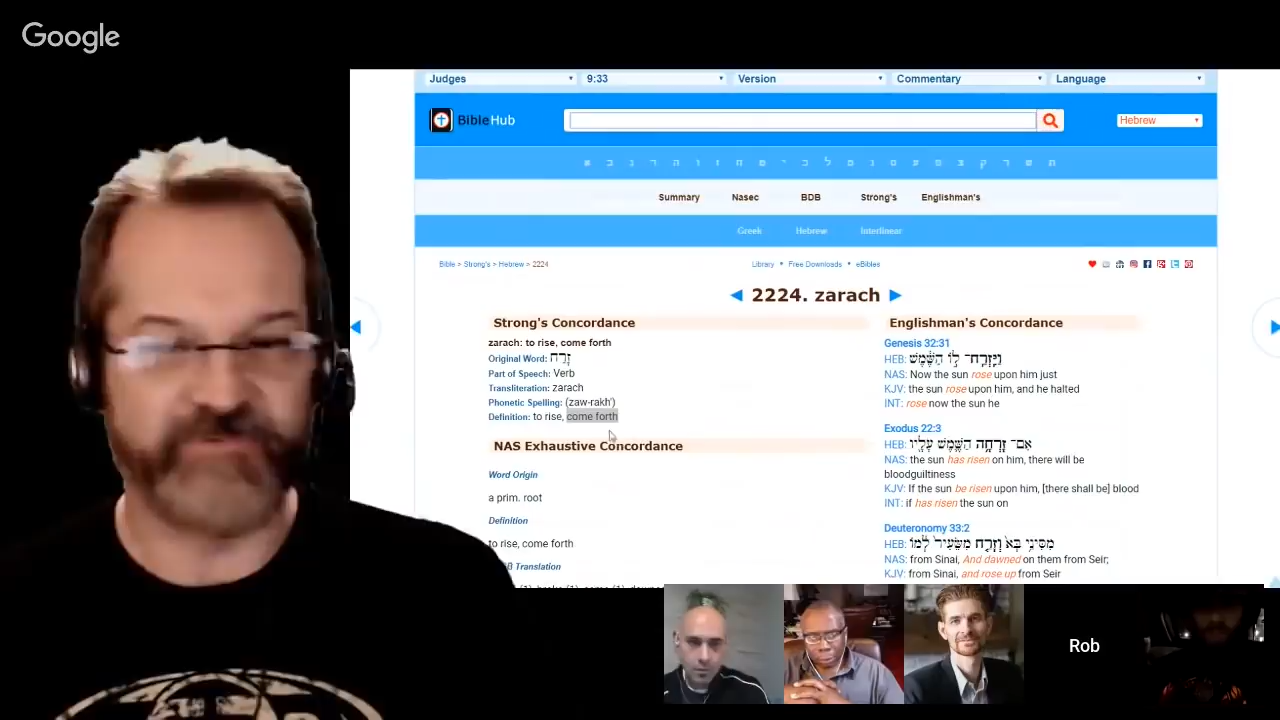 Google
Judges 9:33 Version Commentary Language
BibleHub Hebrew
ת ש ר ק צ פ ע ס נ מ ל כ י ט ח ז ו ה ד ג ב א
Summary Nasec BDB Strong's Englishman's
Greek Hebrew Interlinear
Bible > Strong's > Hebrew > 2224
Library • Free Downloads • eBibles
◄ 2224. zarach ►
Strong's Concordance
zarach: to rise, come forth
Original Word: זָרַח
Part of Speech: Verb
Transliteration: zarach
Phonetic Spelling: (zaw-rakh')
Definition: to rise, come forth
NAS Exhaustive Concordance
Word Origin
a prim. root
Definition
to rise, come forth
Translation
Englishman's Concordance
Genesis 32:31
HEB: וַיִּֽזְרַֽח־ ל֣וֹ הַשֶּׁ֔מֶשׁ
NAS: Now the sun rose upon him just
KJV: the sun rose upon him, and he halted
INT: rose now the sun he
Exodus 22:3
HEB: אִם־ זָרְחָ֥ה הַשֶּׁ֛מֶשׁ עָלָ֖יו
NAS: the sun has risen on him, there will be
bloodguiltiness
KJV: If the sun be risen upon him, [there shall be] blood
INT: if has risen the sun on
Deuteronomy 33:2
HEB: מִסִּינַ֥י בָּא֙ וְזָרַ֤ח מִשֵּׂעִיר֙ לָ֔מוֹ
NAS: from Sinai, And dawned on them from Seir;
KJV: from Sinai, and rose up from Seir
Rob